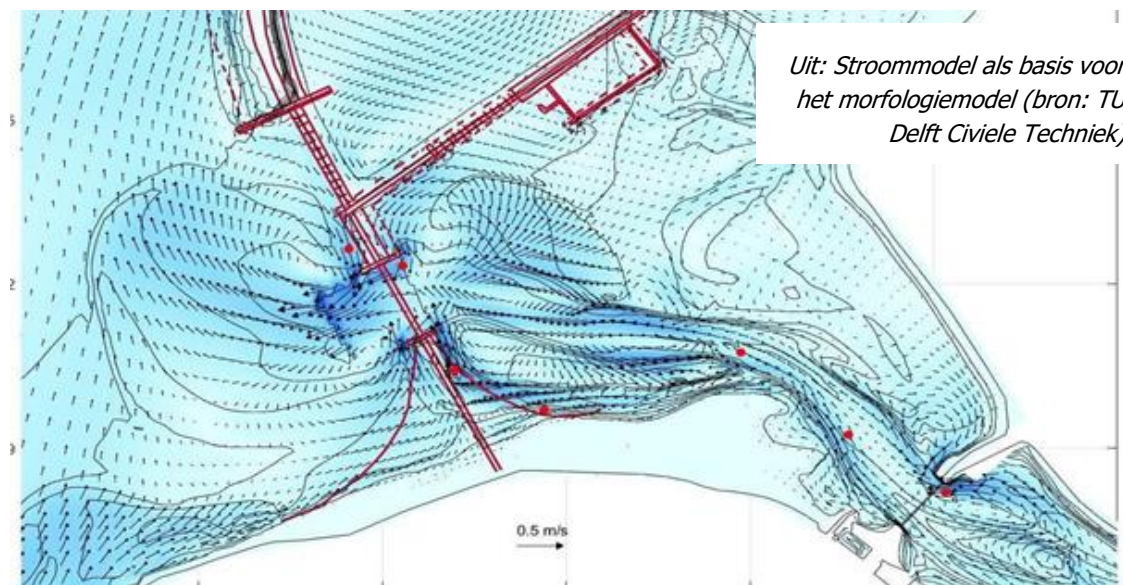 Uit: Stroommodel als basis voor
het morfologiemodel (bron: TU
Delft Civiele Techniek)
0.5 m/s